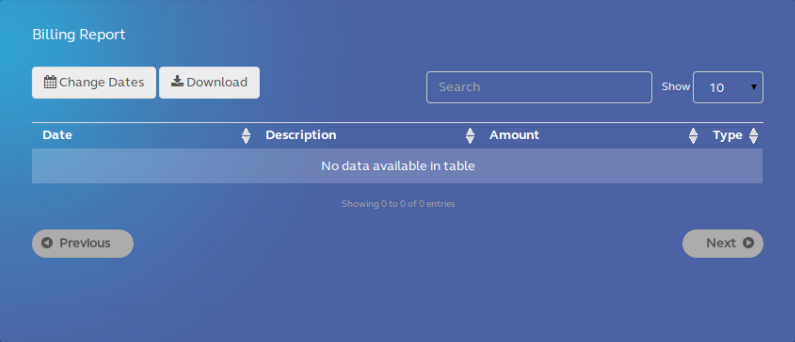 Billing Report
Change Dates Download Search Show 10
Date Description Amount Type
No data available in table
Showing 0 to 0 of 0 entries
Previous Next